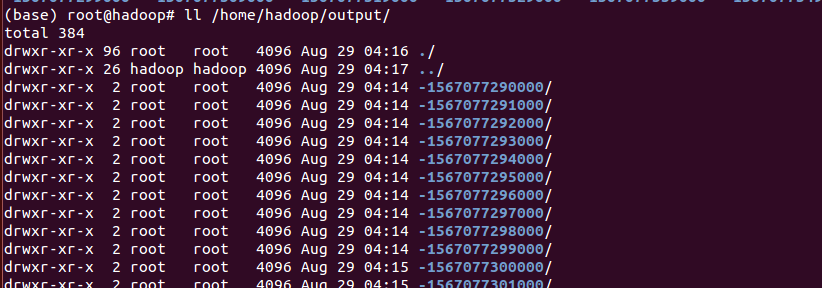 (base) root@hadoop# ll /home/hadoop/output/
total 384
drwxr-xr-x 96 root   root   4096 Aug 29 04:16 ./
drwxr-xr-x 26 hadoop hadoop 4096 Aug 29 04:17 ../
drwxr-xr-x  2 root   root   4096 Aug 29 04:14 -1567077290000/
drwxr-xr-x  2 root   root   4096 Aug 29 04:14 -1567077291000/
drwxr-xr-x  2 root   root   4096 Aug 29 04:14 -1567077292000/
drwxr-xr-x  2 root   root   4096 Aug 29 04:14 -1567077293000/
drwxr-xr-x  2 root   root   4096 Aug 29 04:14 -1567077294000/
drwxr-xr-x  2 root   root   4096 Aug 29 04:14 -1567077295000/
drwxr-xr-x  2 root   root   4096 Aug 29 04:14 -1567077296000/
drwxr-xr-x  2 root   root   4096 Aug 29 04:14 -1567077297000/
drwxr-xr-x  2 root   root   4096 Aug 29 04:14 -1567077298000/
drwxr-xr-x  2 root   root   4096 Aug 29 04:14 -1567077299000/
drwxr-xr-x  2 root   root   4096 Aug 29 04:15 -1567077300000/
drwxr-xr-x  2 root   root   4096 Aug 29 04:15 -1567077301000/